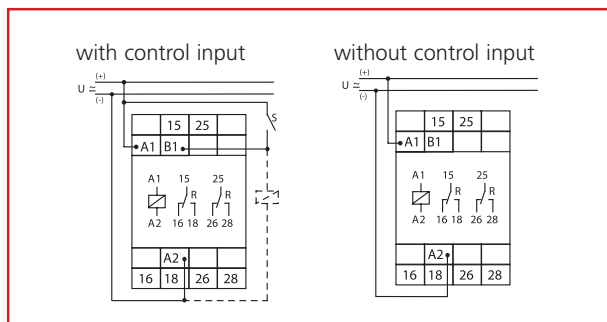 with control input
without control input
(+)
U ≂
(-)
S
15 25
A1 B1
A1 15 25
R R
A2 16 18 26 28
A2
16 18 26 28
(+)
U ≂
(-)
15 25
A1 B1
A1 15 25
R R
A2 16 18 26 28
A2
16 18 26 28